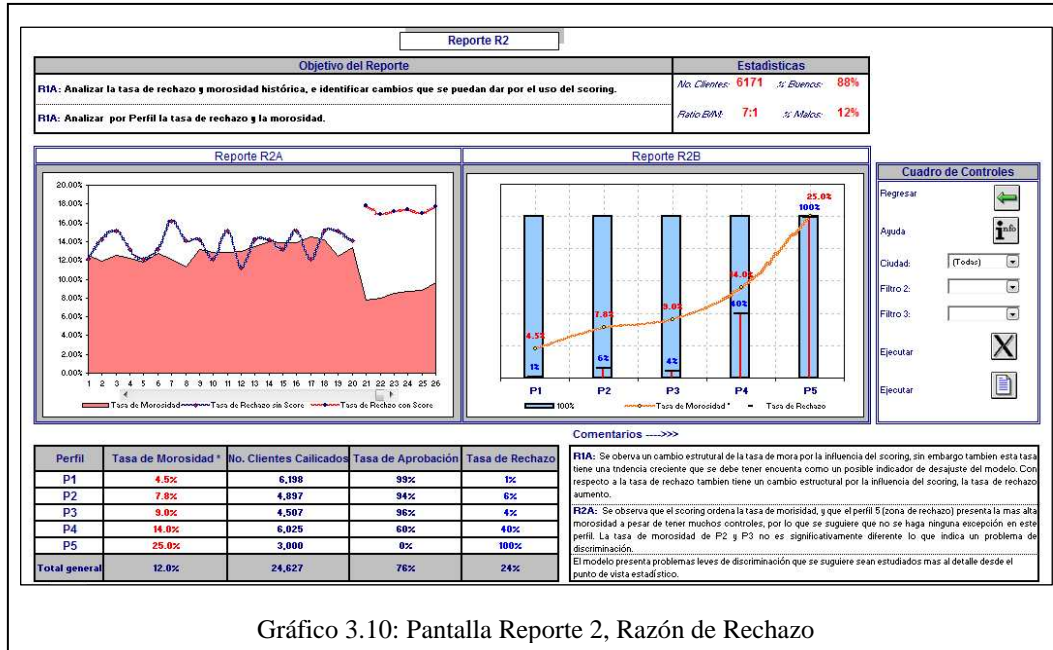 Reporte R2
Objetivo del Reporte
R1A: Analizar la tasa de rechazo y morosidad histórica, e identificar cambios que se puedan dar por el uso del scoring.
R1A: Analizar por Perfil la tasa de rechazo y la morosidad.
Estadísticas
No. Clientes: 6171 % Buenos: 88%
Ratio B/M: 7:1 % Malos: 12%
Reporte R2A
20.00%
18.00%
16.00%
14.00%
12.00%
10.00%
8.00%
6.00%
4.00%
2.00%
0.00%
1 2 3 4 5 6 7 8 9 10 11 12 13 14 15 16 17 18 19 20 21 22 23 24 25 26
Tasa de Morosidad Tasa de Rechazo sin Score Tasa de Rechazo con Score
Reporte R2B
25.0%
100%
14.0%
40%
9.0%
4%
7.8%
6%
4.5%
1%
P1 P2 P3 P4 P5
100% Tasa de Morosidad * Tasa de Rechazo
Cuadro de Controles
Regresar
Ayuda
info
Ciudad: (Todas)
Filtro 2:
Filtro 3:
Ejecutar
X
Ejecutar
Perfil Tasa de Morosidad * No. Clientes Cailicados Tasa de Aprobación Tasa de Rechazo
P1 4.5% 6,198 99% 1%
P2 7.8% 4,897 94% 6%
P3 9.0% 4,507 96% 4%
P4 14.0% 6,025 60% 40%
P5 25.0% 3,000 0% 100%
Total general 12.0% 24,627 76% 24%
Comentarios ---->>>
R1A: Se oberva un cambio estructural de la tasa de mora por la influencia del scoring, sin embargo tambien esta tasa
tiene una tndencia creciente que se debe tener encuenta como un posible indicador de desajuste del modelo. Con
respecto a la tasa de rechazo tambien tiene un cambio estructural por la influencia del scoring, la tasa de rechazo
aumento.
R2A: Se observa que el scoring ordena la tasa de morisidad, y que el perfil 5 (zona de rechazo) presenta la mas alta
morosidad a pesar de tener muchos controles, por lo que se suguiere que no se haga ninguna excepción en este
perfil. La tasa de morosidad de P2 y P3 no es significativamente diferente lo que indica un problema de
discriminación.
El modelo presenta problemas leves de discriminación que se suguiere sean estudiados mas al detalle desde el
punto de vista estadístico.
Gráfico 3.10: Pantalla Reporte 2, Razón de Rechazo